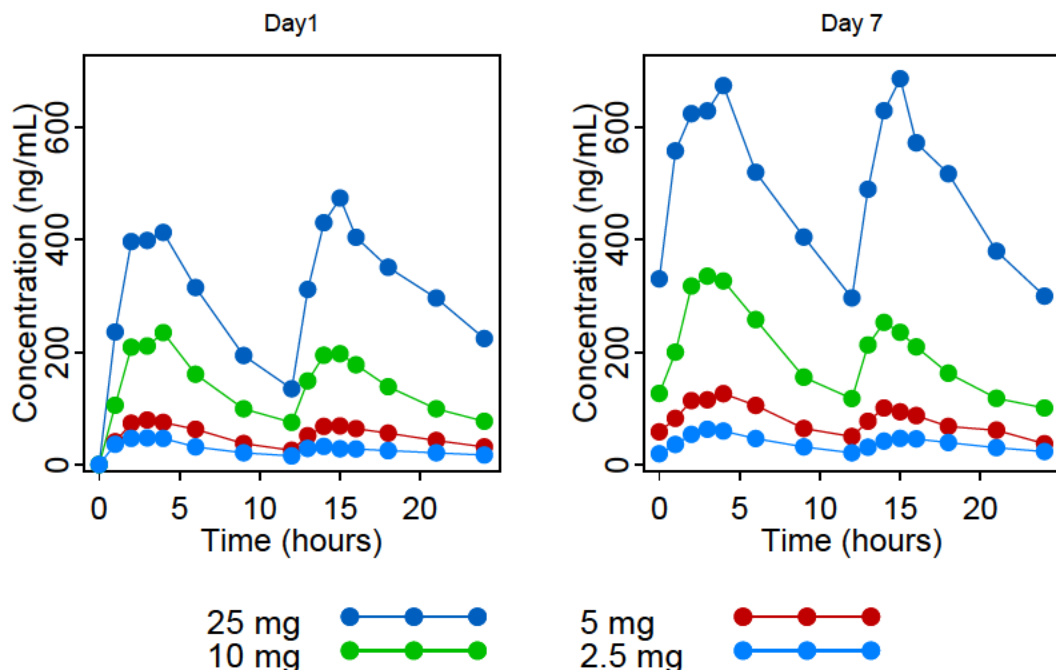 Day1
Day 7
Concentration (ng/mL)
600
400
200
0
0 5 10 15 20
Time (hours)
Concentration (ng/mL)
600
400
200
0
0 5 10 15 20
Time (hours)
25 mg
5 mg
10 mg
2.5 mg